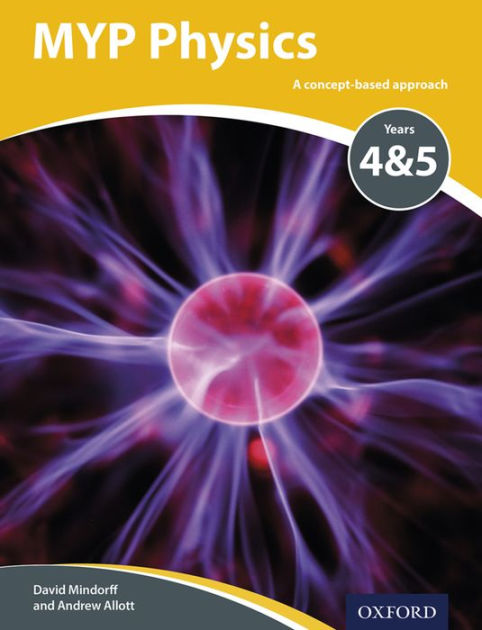 MYP Physics
A concept-based approach
Years
4&5
David Mindorff
and Andrew Allott
OXFORD